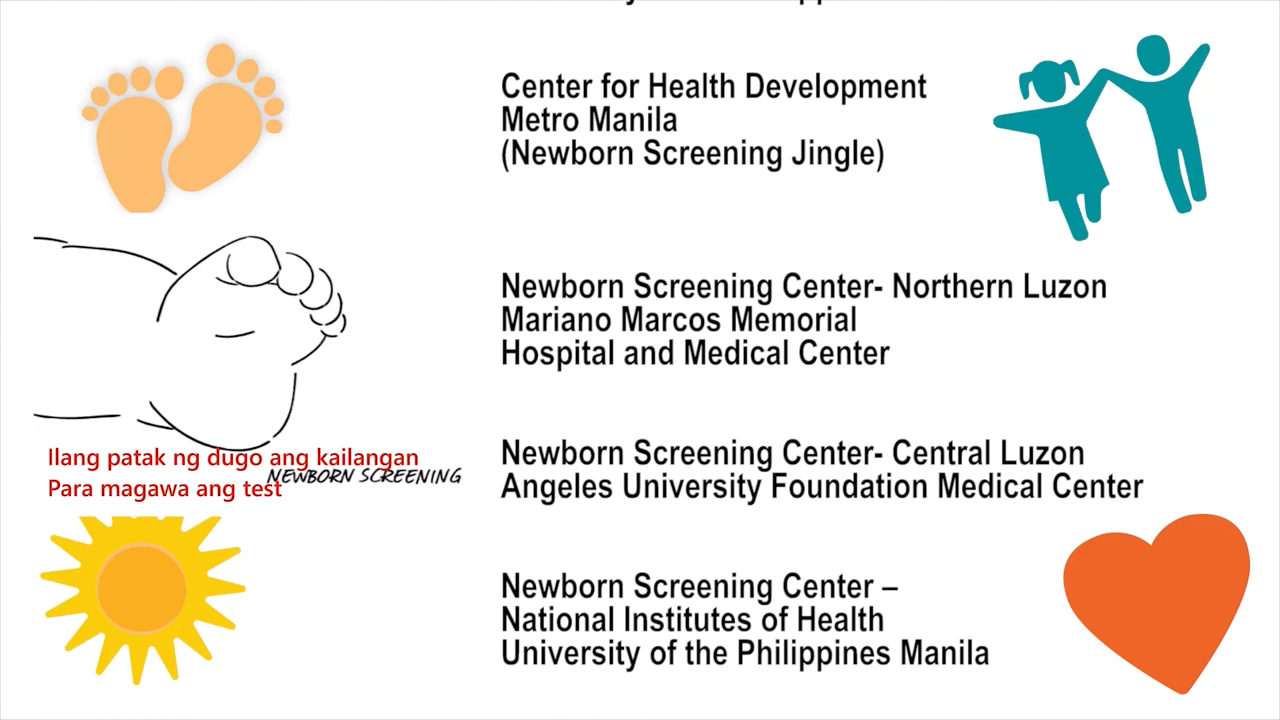 Center for Health Development
Metro Manila
(Newborn Screening Jingle)
Newborn Screening Center- Northern Luzon
Mariano Marcos Memorial
Hospital and Medical Center
Ilang patak ng dugo ang kailangan
Para magawa ang test
NEWBORN SCREENING
Newborn Screening Center- Central Luzon
Angeles University Foundation Medical Center
Newborn Screening Center –
National Institutes of Health
University of the Philippines Manila